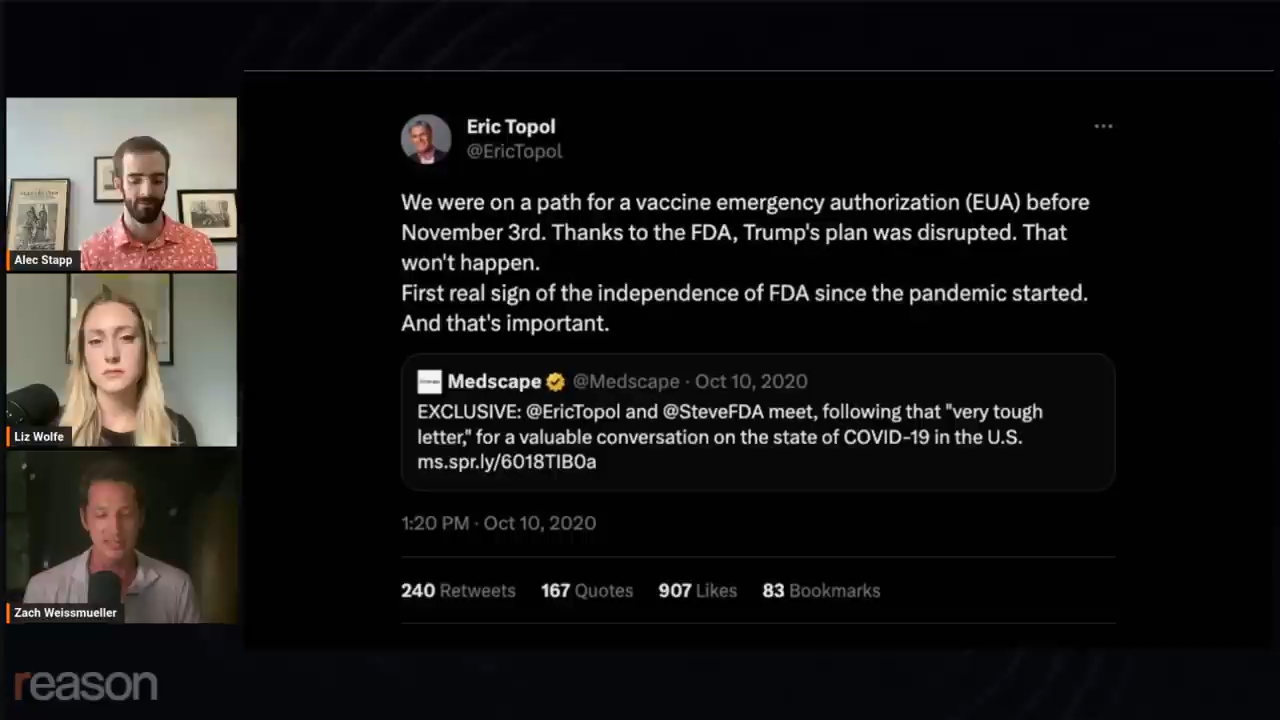 Eric Topol
@EricTopol
We were on a path for a vaccine emergency authorization (EUA) before
November 3rd. Thanks to the FDA, Trump's plan was disrupted. That
won't happen.
First real sign of the independence of FDA since the pandemic started.
And that's important.
Medscape @Medscape · Oct 10, 2020
EXCLUSIVE: @EricTopol and @SteveFDA meet, following that "very tough
letter," for a valuable conversation on the state of COVID-19 in the U.S.
ms.spr.ly/6018TIB0a
1:20 PM · Oct 10, 2020
240 Retweets 167 Quotes 907 Likes 83 Bookmarks
Alec Stapp
Liz Wolfe
Zach Weissmueller
reason